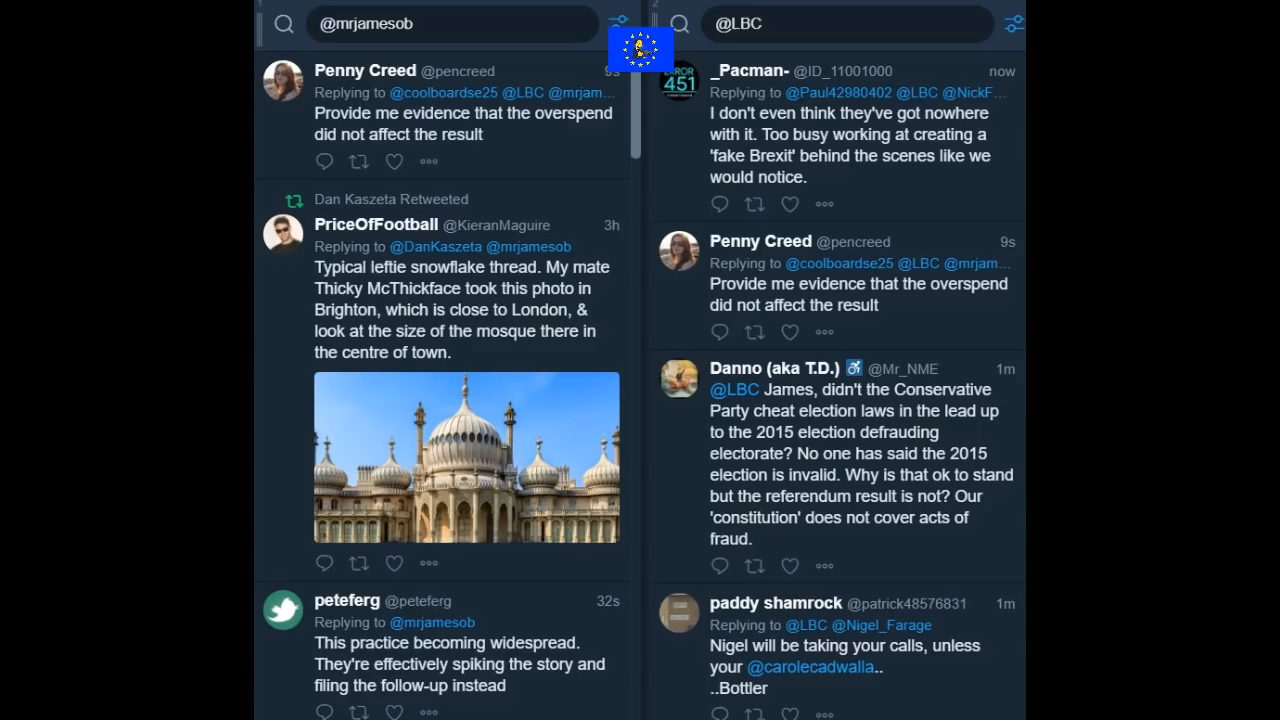 1
@mrjamesob
Penny Creed @pencreed 9s
Replying to @coolboardse25 @LBC @mrjam...
Provide me evidence that the overspend
did not affect the result
Dan Kaszeta Retweeted
PriceOfFootball @KieranMaguire 3h
Replying to @DanKaszeta @mrjamesob
Typical leftie snowflake thread. My mate
Thicky McThickface took this photo in
Brighton, which is close to London, &
look at the size of the mosque there in
the centre of town.
peteferg @peteferg 32s
Replying to @mrjamesob
This practice becoming widespread.
They're effectively spiking the story and
filing the follow-up instead
2
@LBC
ERROR
451
_Pacman- @ID_11001000 now
Replying to @Paul42980402 @LBC @NickF...
I don't even think they've got nowhere
with it. Too busy working at creating a
'fake Brexit' behind the scenes like we
would notice.
Penny Creed @pencreed 9s
Replying to @coolboardse25 @LBC @mrjam...
Provide me evidence that the overspend
did not affect the result
Danno (aka T.D.) ♿ @Mr_NME 1m
@LBC James, didn't the Conservative
Party cheat election laws in the lead up
to the 2015 election defrauding
electorate? No one has said the 2015
election is invalid. Why is that ok to stand
but the referendum result is not? Our
'constitution' does not cover acts of
fraud.
paddy shamrock @patrick48576831 1m
Replying to @LBC @Nigel_Farage
Nigel will be taking your calls, unless
your @carolecadwalla..
..Bottler